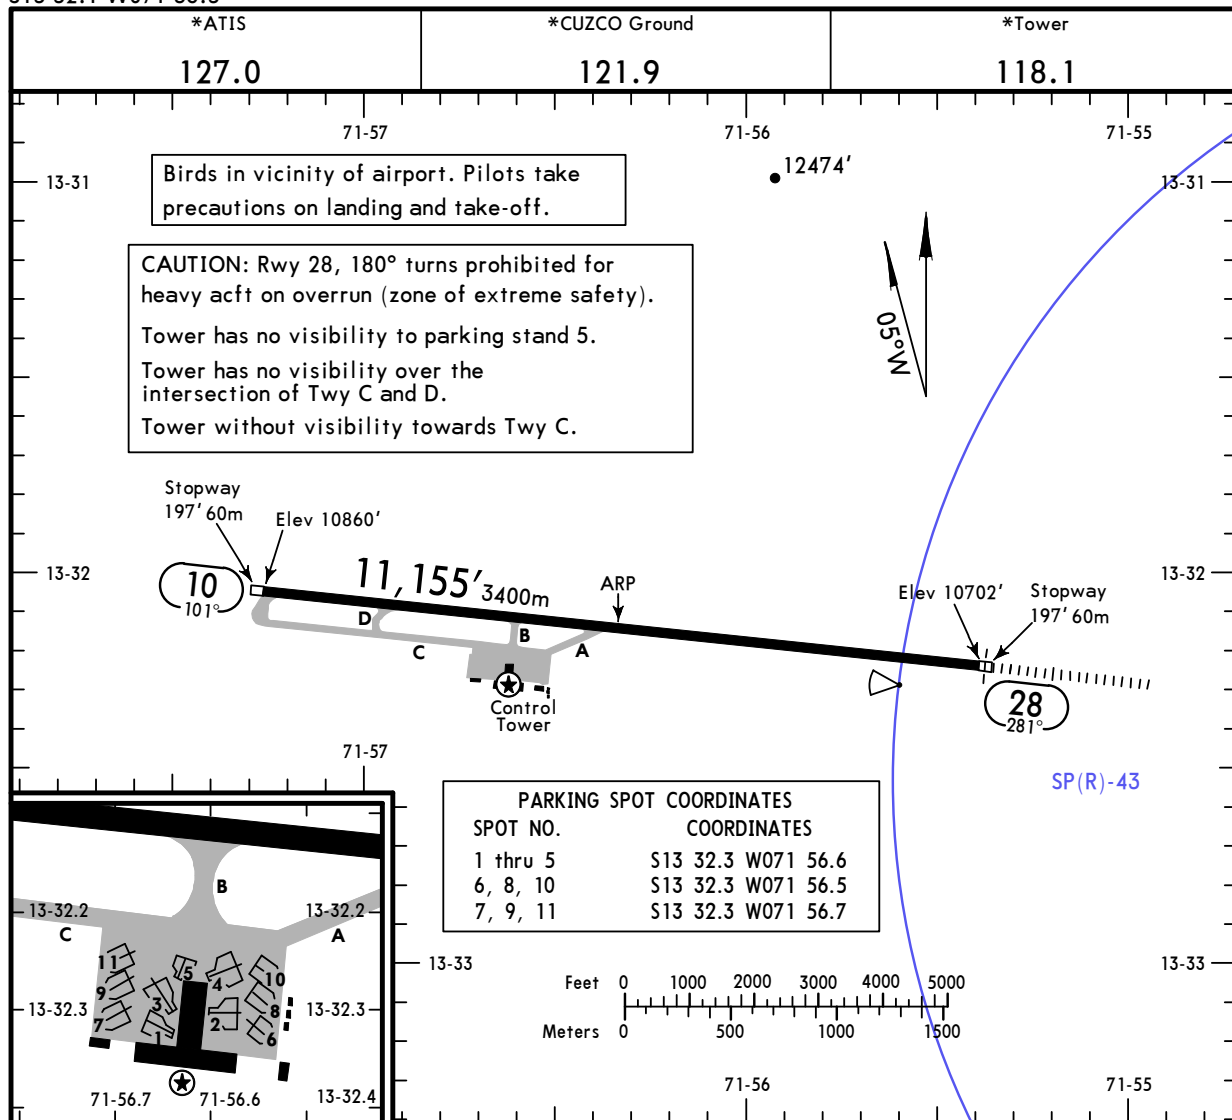 *ATIS
127.0
*CUZCO Ground
121.9
*Tower
118.1
71-57
71-56
71-55
13-31
13-31
12474'
Birds in vicinity of airport. Pilots take
precautions on landing and take-off.
CAUTION: Rwy 28, 180° turns prohibited for
heavy acft on overrun (zone of extreme safety).
Tower has no visibility to parking stand 5.
Tower has no visibility over the
intersection of Twy C and D.
Tower without visibility towards Twy C.
05°W
Stopway
197' 60m
Elev 10860'
13-32
13-32
10
101°
11,155' 3400m
ARP
Elev 10702'
Stopway
197' 60m
D
B
C
A
Control
Tower
28
281°
71-57
SP(R)-43
PARKING SPOT COORDINATES
SPOT NO. COORDINATES
1 thru 5 S13 32.3 W071 56.6
6, 8, 10 S13 32.3 W071 56.5
7, 9, 11 S13 32.3 W071 56.7
B
13-32.2
13-32.2
C
A
11
5
4
10
9
3
13-32.3
13-32.3
7
1
2
8
6
71-56.7
71-56.6
13-32.4
13-33
13-33
Feet 0 1000 2000 3000 4000 5000
Meters 0 500 1000 1500
71-56
71-55